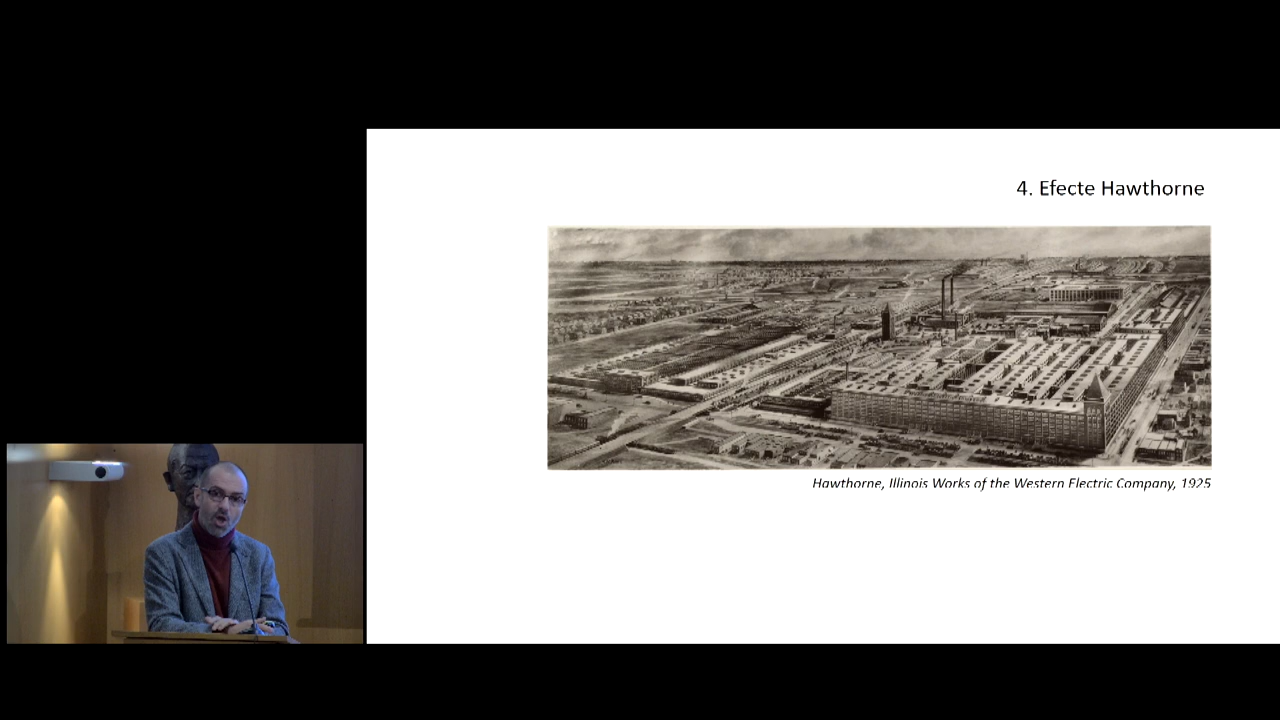 4. Efecte Hawthorne
Hawthorne, Illinois Works of the Western Electric Company, 1925